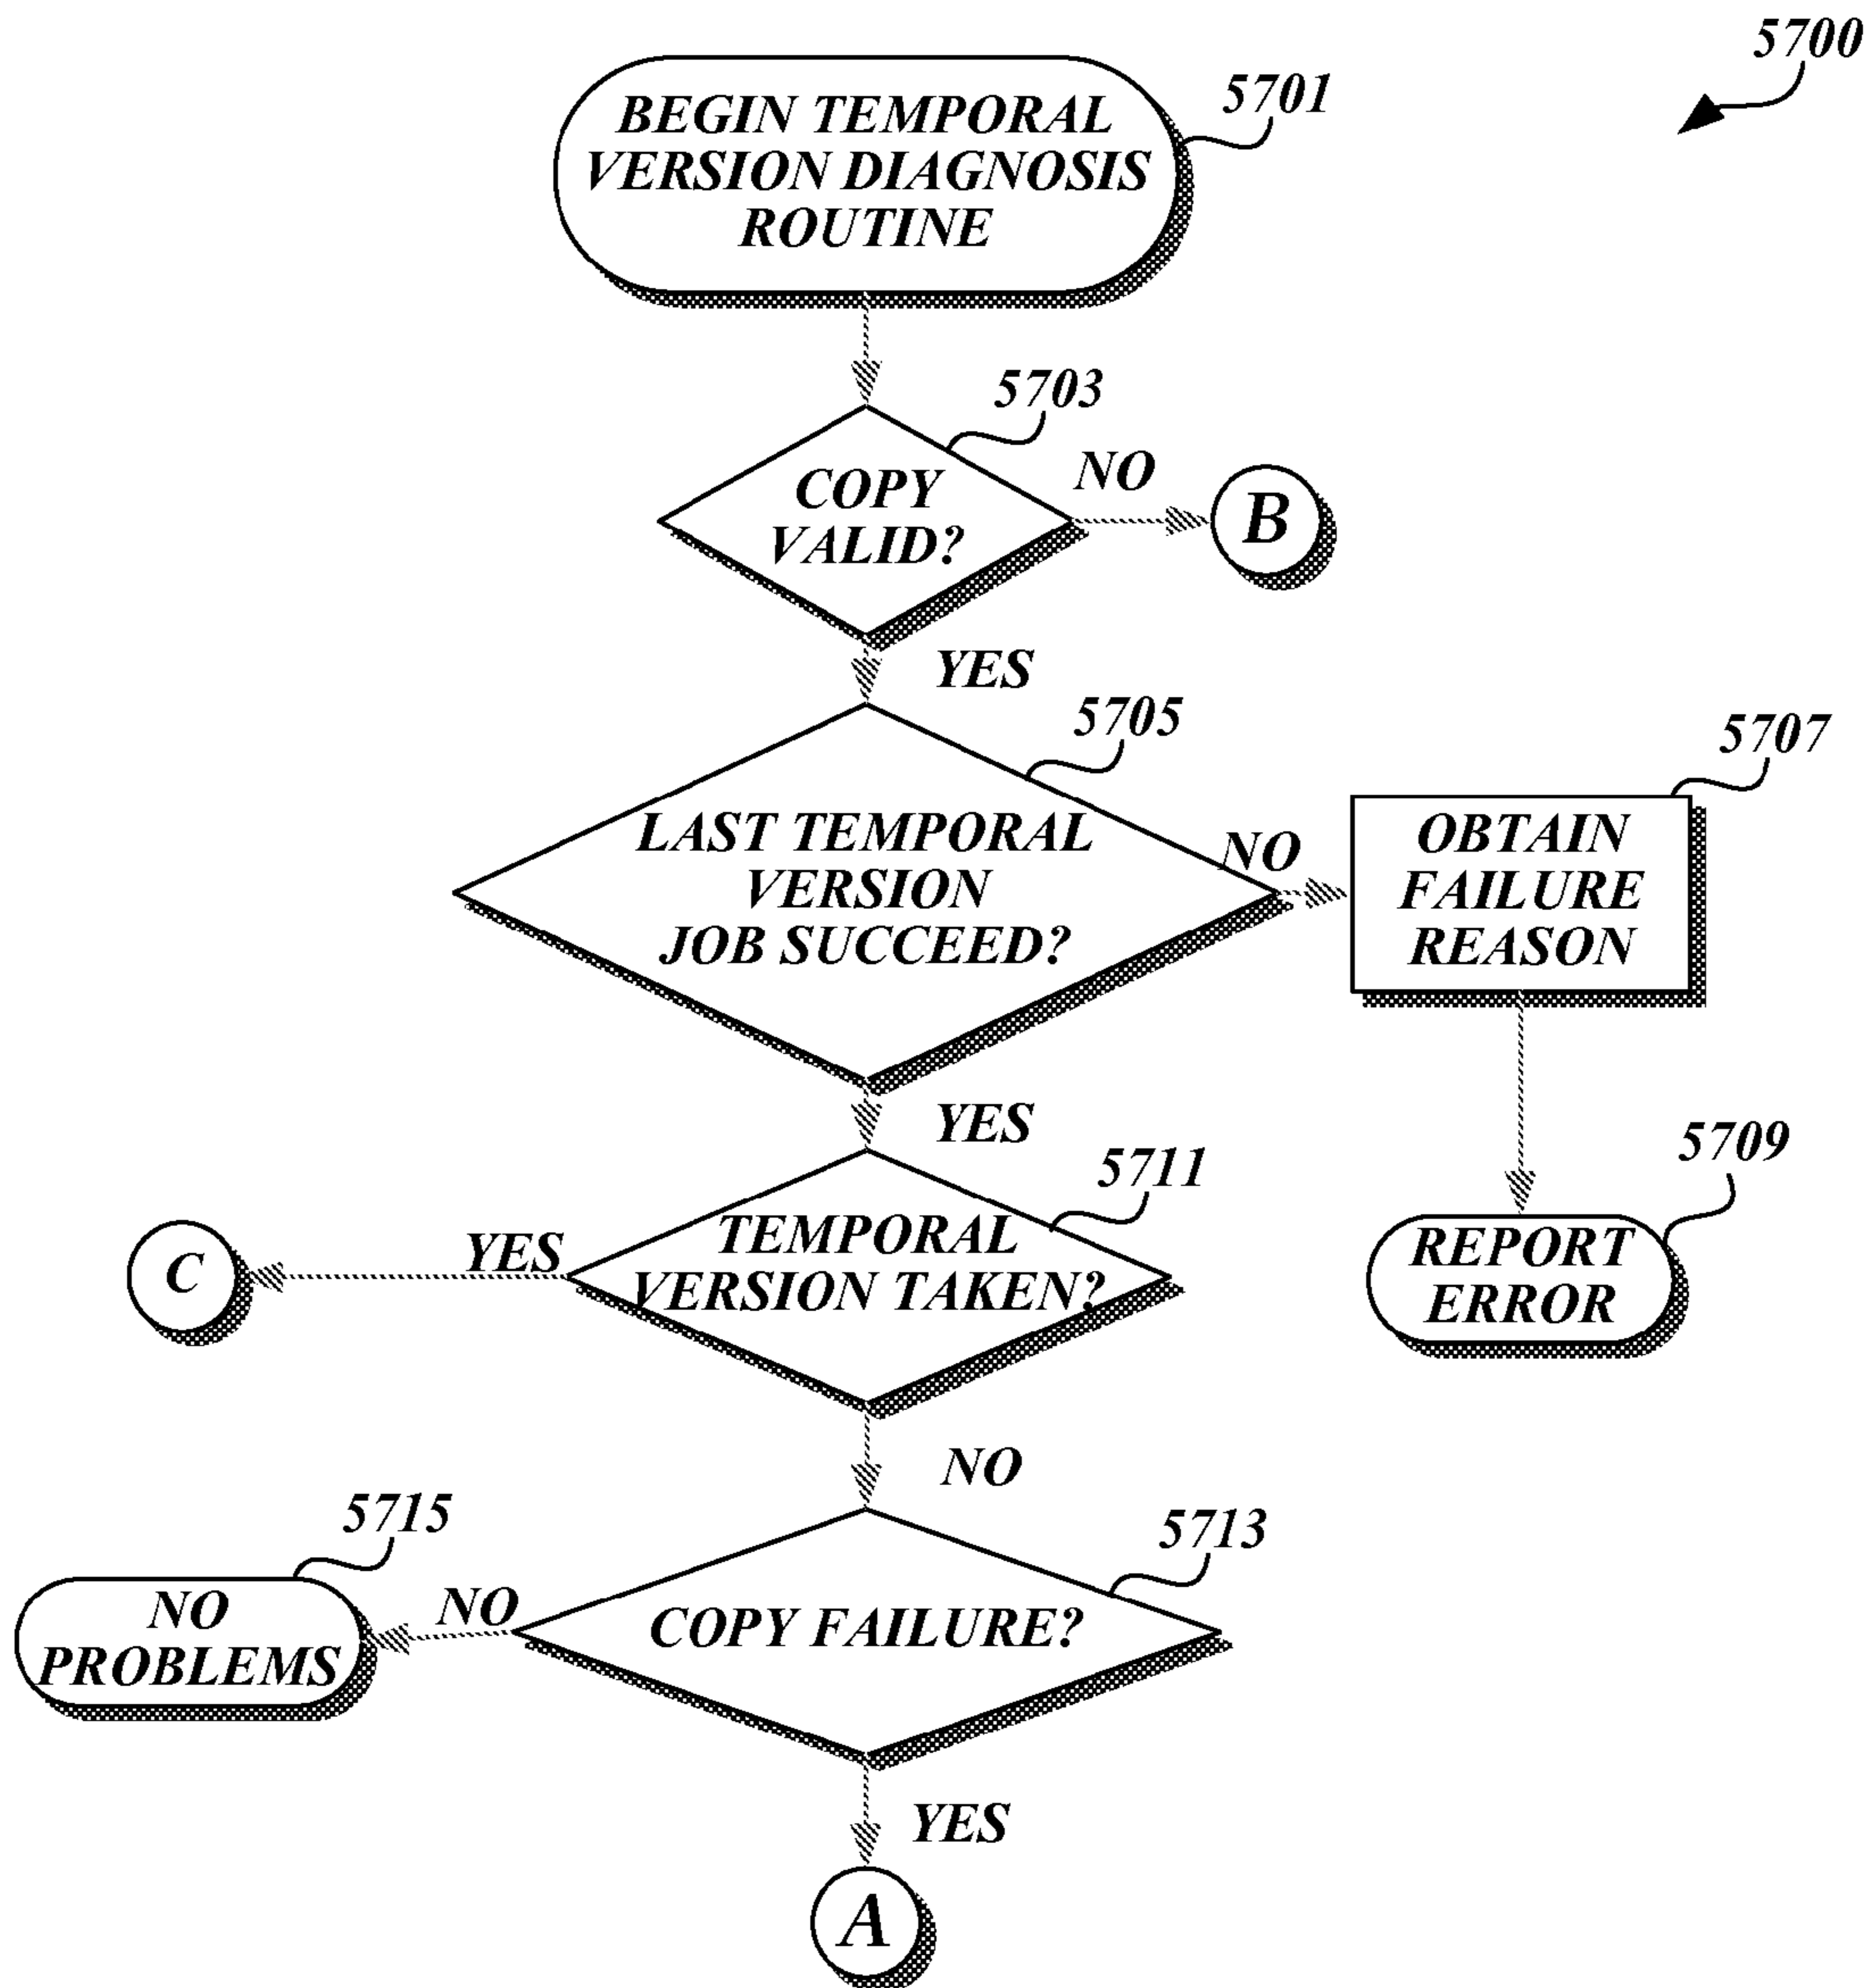 5700
5701
BEGIN TEMPORAL
VERSION DIAGNOSIS
ROUTINE
5703
COPY
VALID?
NO
B
YES
5705
LAST TEMPORAL
VERSION
JOB SUCCEED?
NO
5707
OBTAIN
FAILURE
REASON
YES
5709
REPORT
ERROR
5711
TEMPORAL
VERSION TAKEN?
YES
C
NO
5713
COPY FAILURE?
NO
5715
NO
PROBLEMS
YES
A